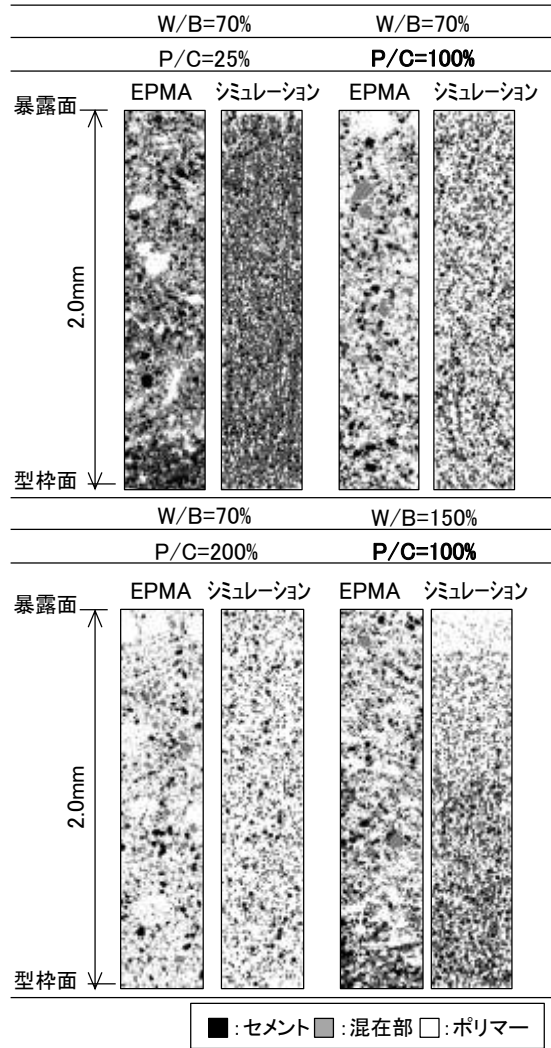 W/B=70% W/B=70%
P/C=25% P/C=100%
EPMA シミュレーション EPMA シミュレーション
暴露面
2.0mm
型枠面
W/B=70% W/B=150%
P/C=200% P/C=100%
EPMA シミュレーション EPMA シミュレーション
暴露面
2.0mm
型枠面
■:セメント ■:混在部 □:ポリマー